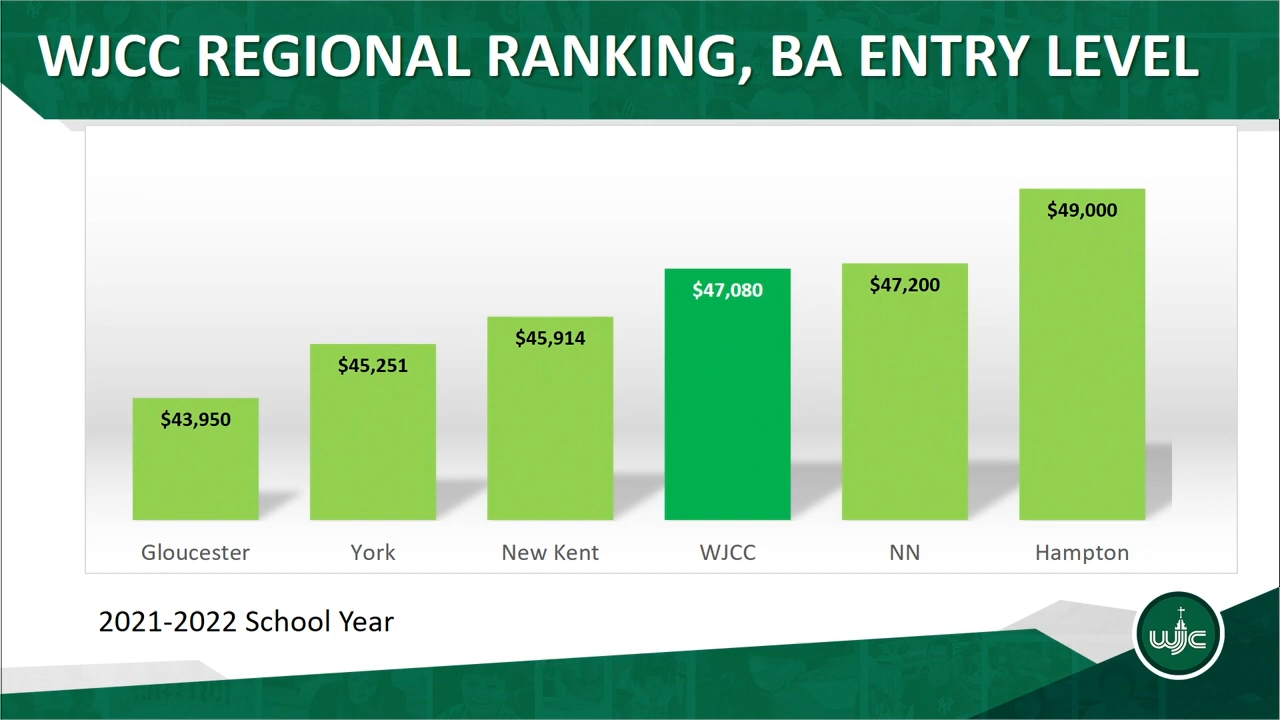 WJCC REGIONAL RANKING, BA ENTRY LEVEL
$43,950
$45,251
$45,914
$47,080
$47,200
$49,000
Gloucester York New Kent WJCC NN Hampton
2021-2022 School Year
wjc